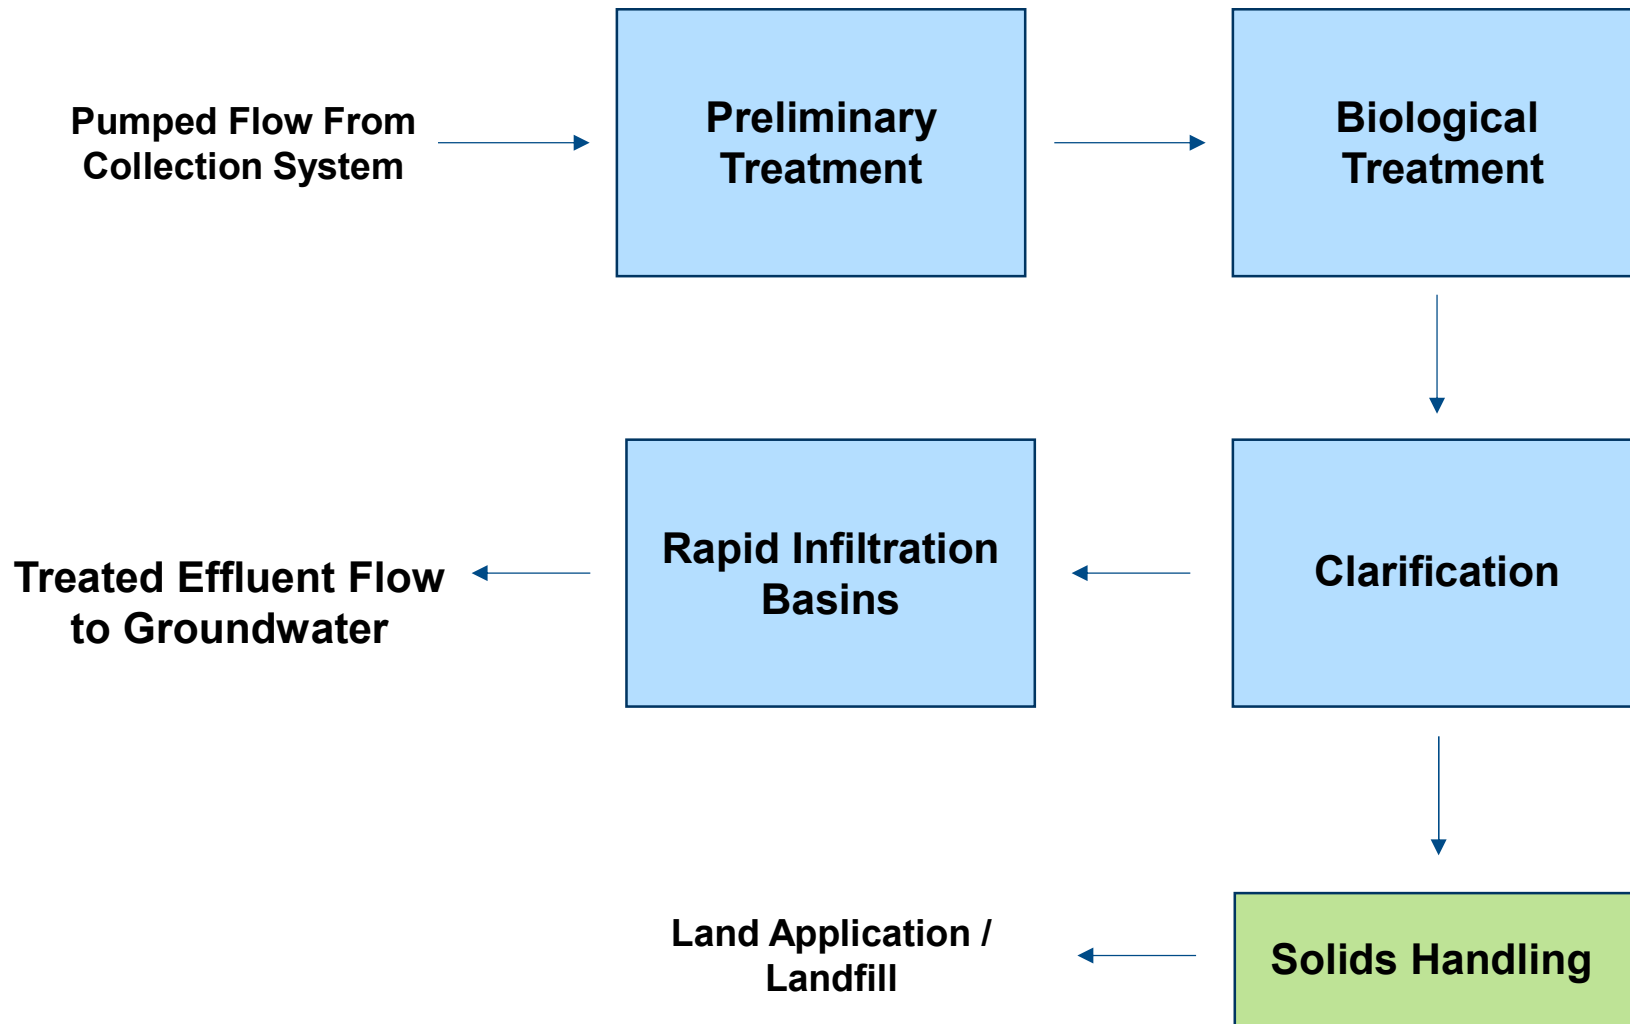 Pumped Flow From
Collection System
Preliminary
Treatment
Biological
Treatment
Treated Effluent Flow
to Groundwater
Rapid Infiltration
Basins
Clarification
Land Application /
Landfill
Solids Handling